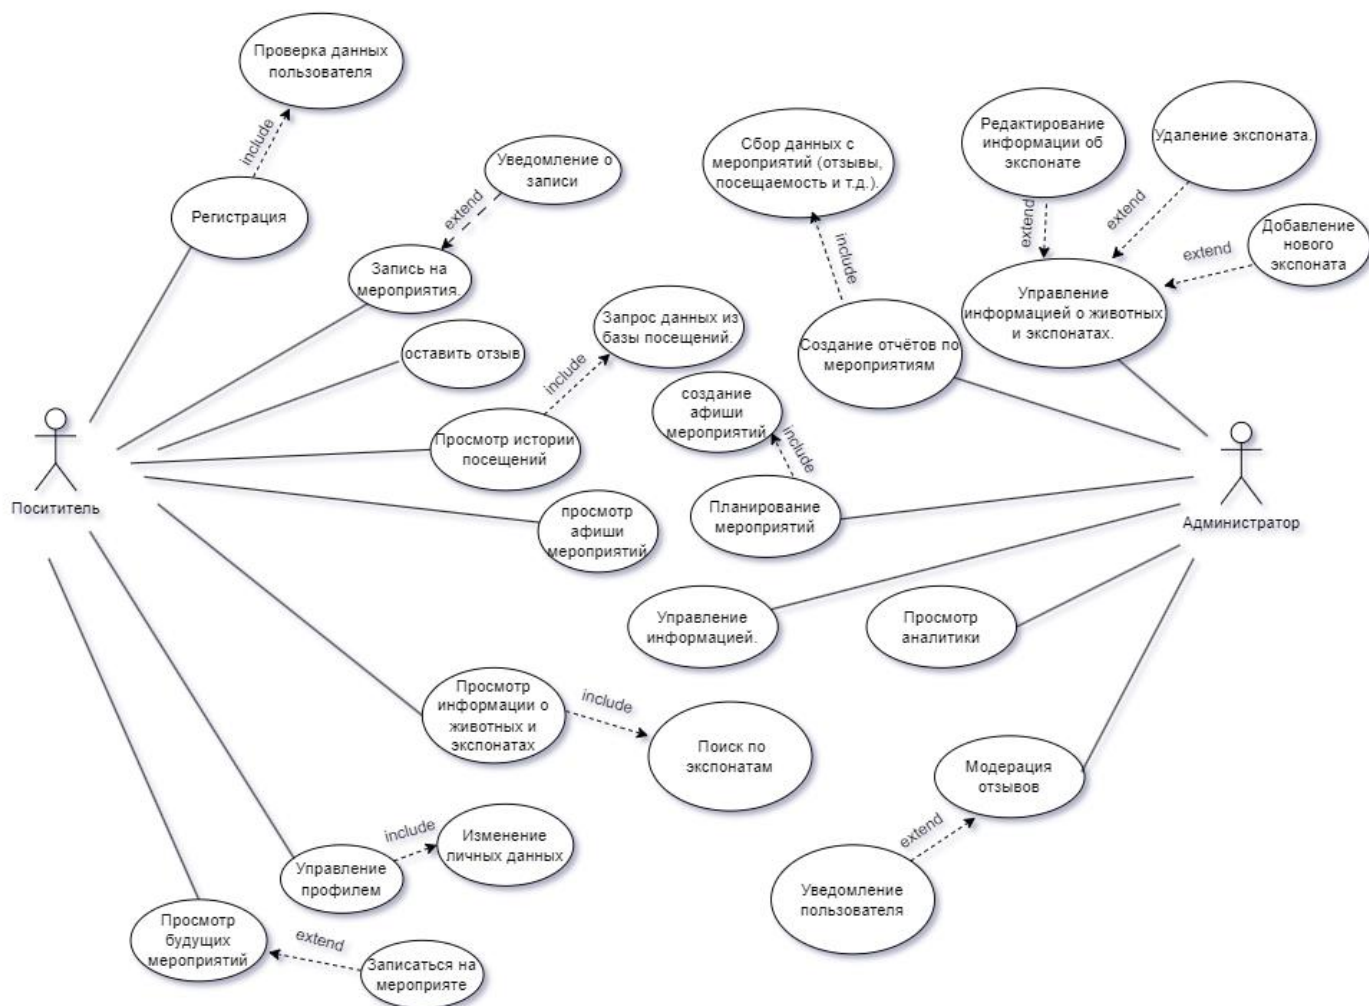 Проверка данных
пользователя
include
Регистрация
Уведомление о
записи
extend
Запись на
мероприятия.
оставить отзыв
Запрос данных из
базы посещений.
include
Просмотр истории
посещений
просмотр
афиши
мероприятий
Посититель
Просмотр
информации о
животных и
экспонатах
include
Поиск по
экспонатам
Управление
профилем
include
Изменение
личных данных
Просмотр
будущих
мероприятий
extend
Записаться на
мероприяте
Сбор данных с
мероприятий (отзывы,
посещаемость и т.д.).
include
Создание отчётов по
мероприятиям
Редактирование
информации об
экспонате
extend
Удаление экспоната.
extend
Добавление
нового
экспоната
extend
Управление
информацией о животных
и экспонатах.
создание
афиши
мероприятий
include
Планирование
мероприятий
Администратор
Управление
информацией.
Просмотр
аналитики
Модерация
отзывов
extend
Уведомление
пользователя